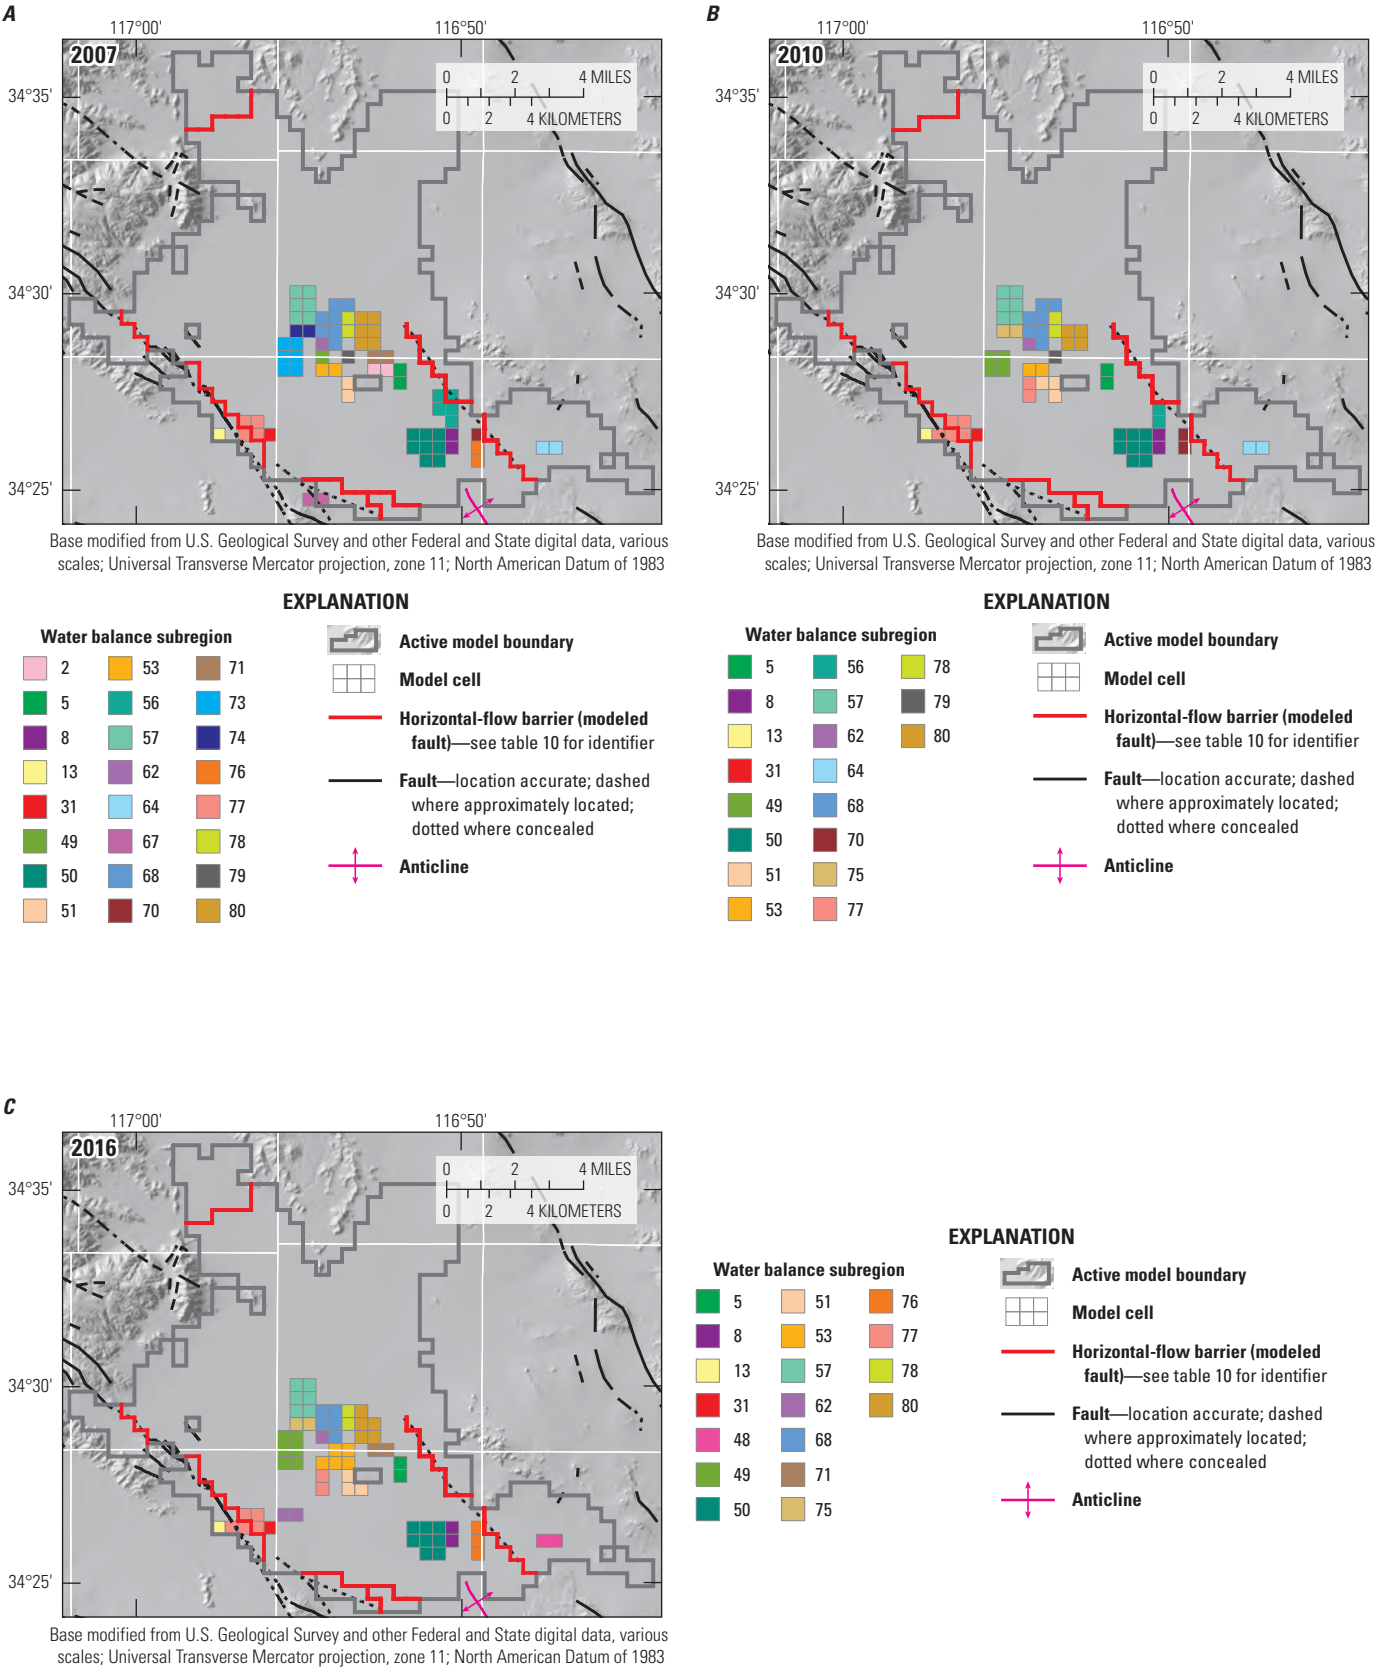 A
117°00'
116°50'
2007
0 2 4 MILES
0 2 4 KILOMETERS
34°35'
34°30'
34°25'
Base modified from U.S. Geological Survey and other Federal and State digital data, various
scales; Universal Transverse Mercator projection, zone 11; North American Datum of 1983
EXPLANATION
Water balance subregion
2
5
8
13
31
49
50
51
53
56
57
62
64
67
68
70
71
73
74
76
77
78
79
80
Active model boundary
Model cell
Horizontal-flow barrier (modeled
fault)—see table 10 for identifier
Fault—location accurate; dashed
where approximately located;
dotted where concealed
Anticline
B
117°00'
116°50'
2010
0 2 4 MILES
0 2 4 KILOMETERS
34°35'
34°30'
34°25'
Base modified from U.S. Geological Survey and other Federal and State digital data, various
scales; Universal Transverse Mercator projection, zone 11; North American Datum of 1983
EXPLANATION
Water balance subregion
5
8
13
31
49
50
51
53
56
57
62
64
68
70
75
77
78
79
80
Active model boundary
Model cell
Horizontal-flow barrier (modeled
fault)—see table 10 for identifier
Fault—location accurate; dashed
where approximately located;
dotted where concealed
Anticline
C
117°00'
116°50'
2016
0 2 4 MILES
0 2 4 KILOMETERS
34°35'
34°30'
34°25'
Base modified from U.S. Geological Survey and other Federal and State digital data, various
scales; Universal Transverse Mercator projection, zone 11; North American Datum of 1983
EXPLANATION
Water balance subregion
5
8
13
31
48
49
50
51
53
57
62
68
71
75
76
77
78
80
Active model boundary
Model cell
Horizontal-flow barrier (modeled
fault)—see table 10 for identifier
Fault—location accurate; dashed
where approximately located;
dotted where concealed
Anticline